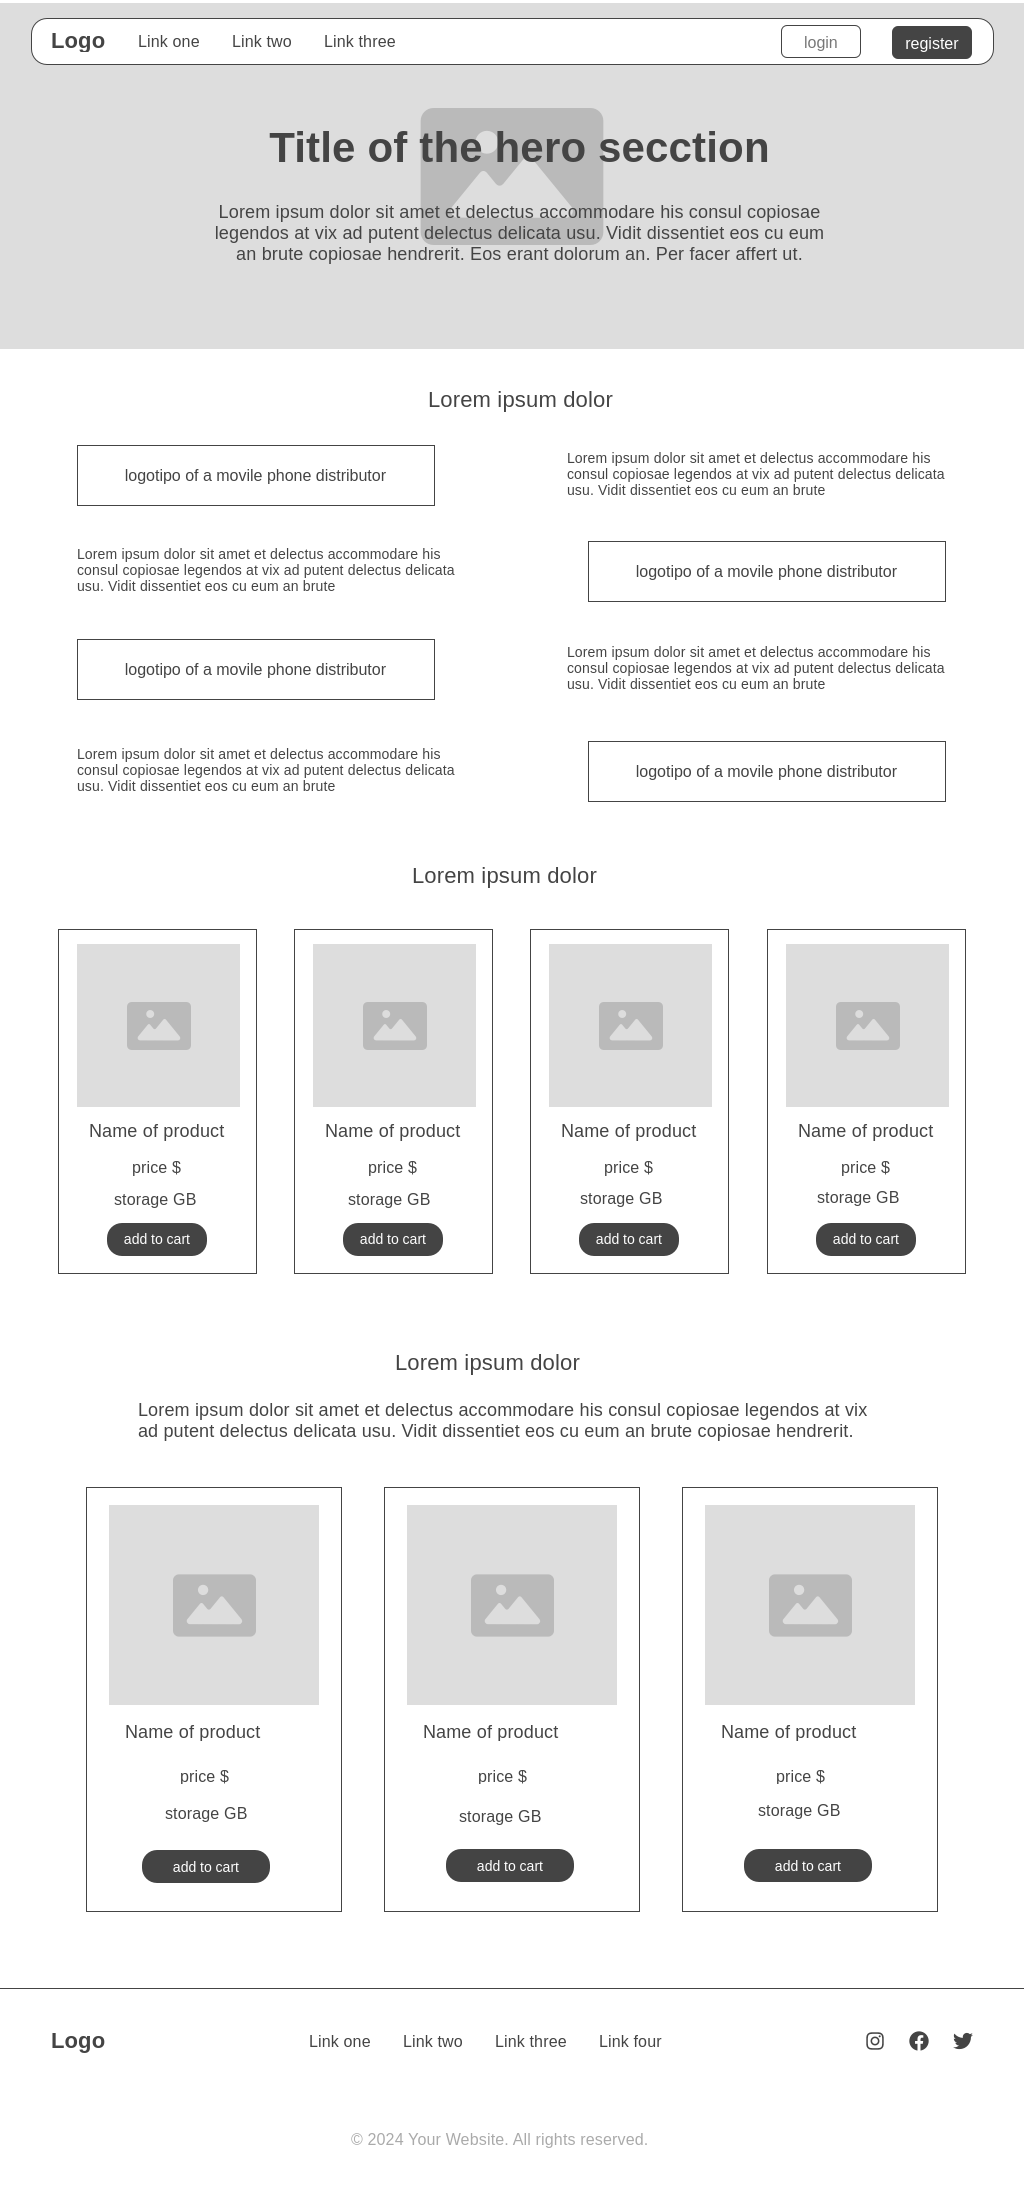 Logo
Link one
Link two
Link three
login
register
Title of the hero secction
Lorem ipsum dolor sit amet et delectus accommodare his consul copiosae
legendos at vix ad putent delectus delicata usu. Vidit dissentiet eos cu eum
an brute copiosae hendrerit. Eos erant dolorum an. Per facer affert ut.
Lorem ipsum dolor
logotipo of a movile phone distributor
Lorem ipsum dolor sit amet et delectus accommodare his
consul copiosae legendos at vix ad putent delectus delicata
usu. Vidit dissentiet eos cu eum an brute
Lorem ipsum dolor sit amet et delectus accommodare his
consul copiosae legendos at vix ad putent delectus delicata
usu. Vidit dissentiet eos cu eum an brute
logotipo of a movile phone distributor
logotipo of a movile phone distributor
Lorem ipsum dolor sit amet et delectus accommodare his
consul copiosae legendos at vix ad putent delectus delicata
usu. Vidit dissentiet eos cu eum an brute
Lorem ipsum dolor sit amet et delectus accommodare his
consul copiosae legendos at vix ad putent delectus delicata
usu. Vidit dissentiet eos cu eum an brute
logotipo of a movile phone distributor
Lorem ipsum dolor
Name of product
price $
storage GB
add to cart
Name of product
price $
storage GB
add to cart
Name of product
price $
storage GB
add to cart
Name of product
price $
storage GB
add to cart
Lorem ipsum dolor
Lorem ipsum dolor sit amet et delectus accommodare his consul copiosae legendos at vix
ad putent delectus delicata usu. Vidit dissentiet eos cu eum an brute copiosae hendrerit.
Name of product
price $
storage GB
add to cart
Name of product
price $
storage GB
add to cart
Name of product
price $
storage GB
add to cart
Logo
Link one
Link two
Link three
Link four
© 2024 Your Website. All rights reserved.